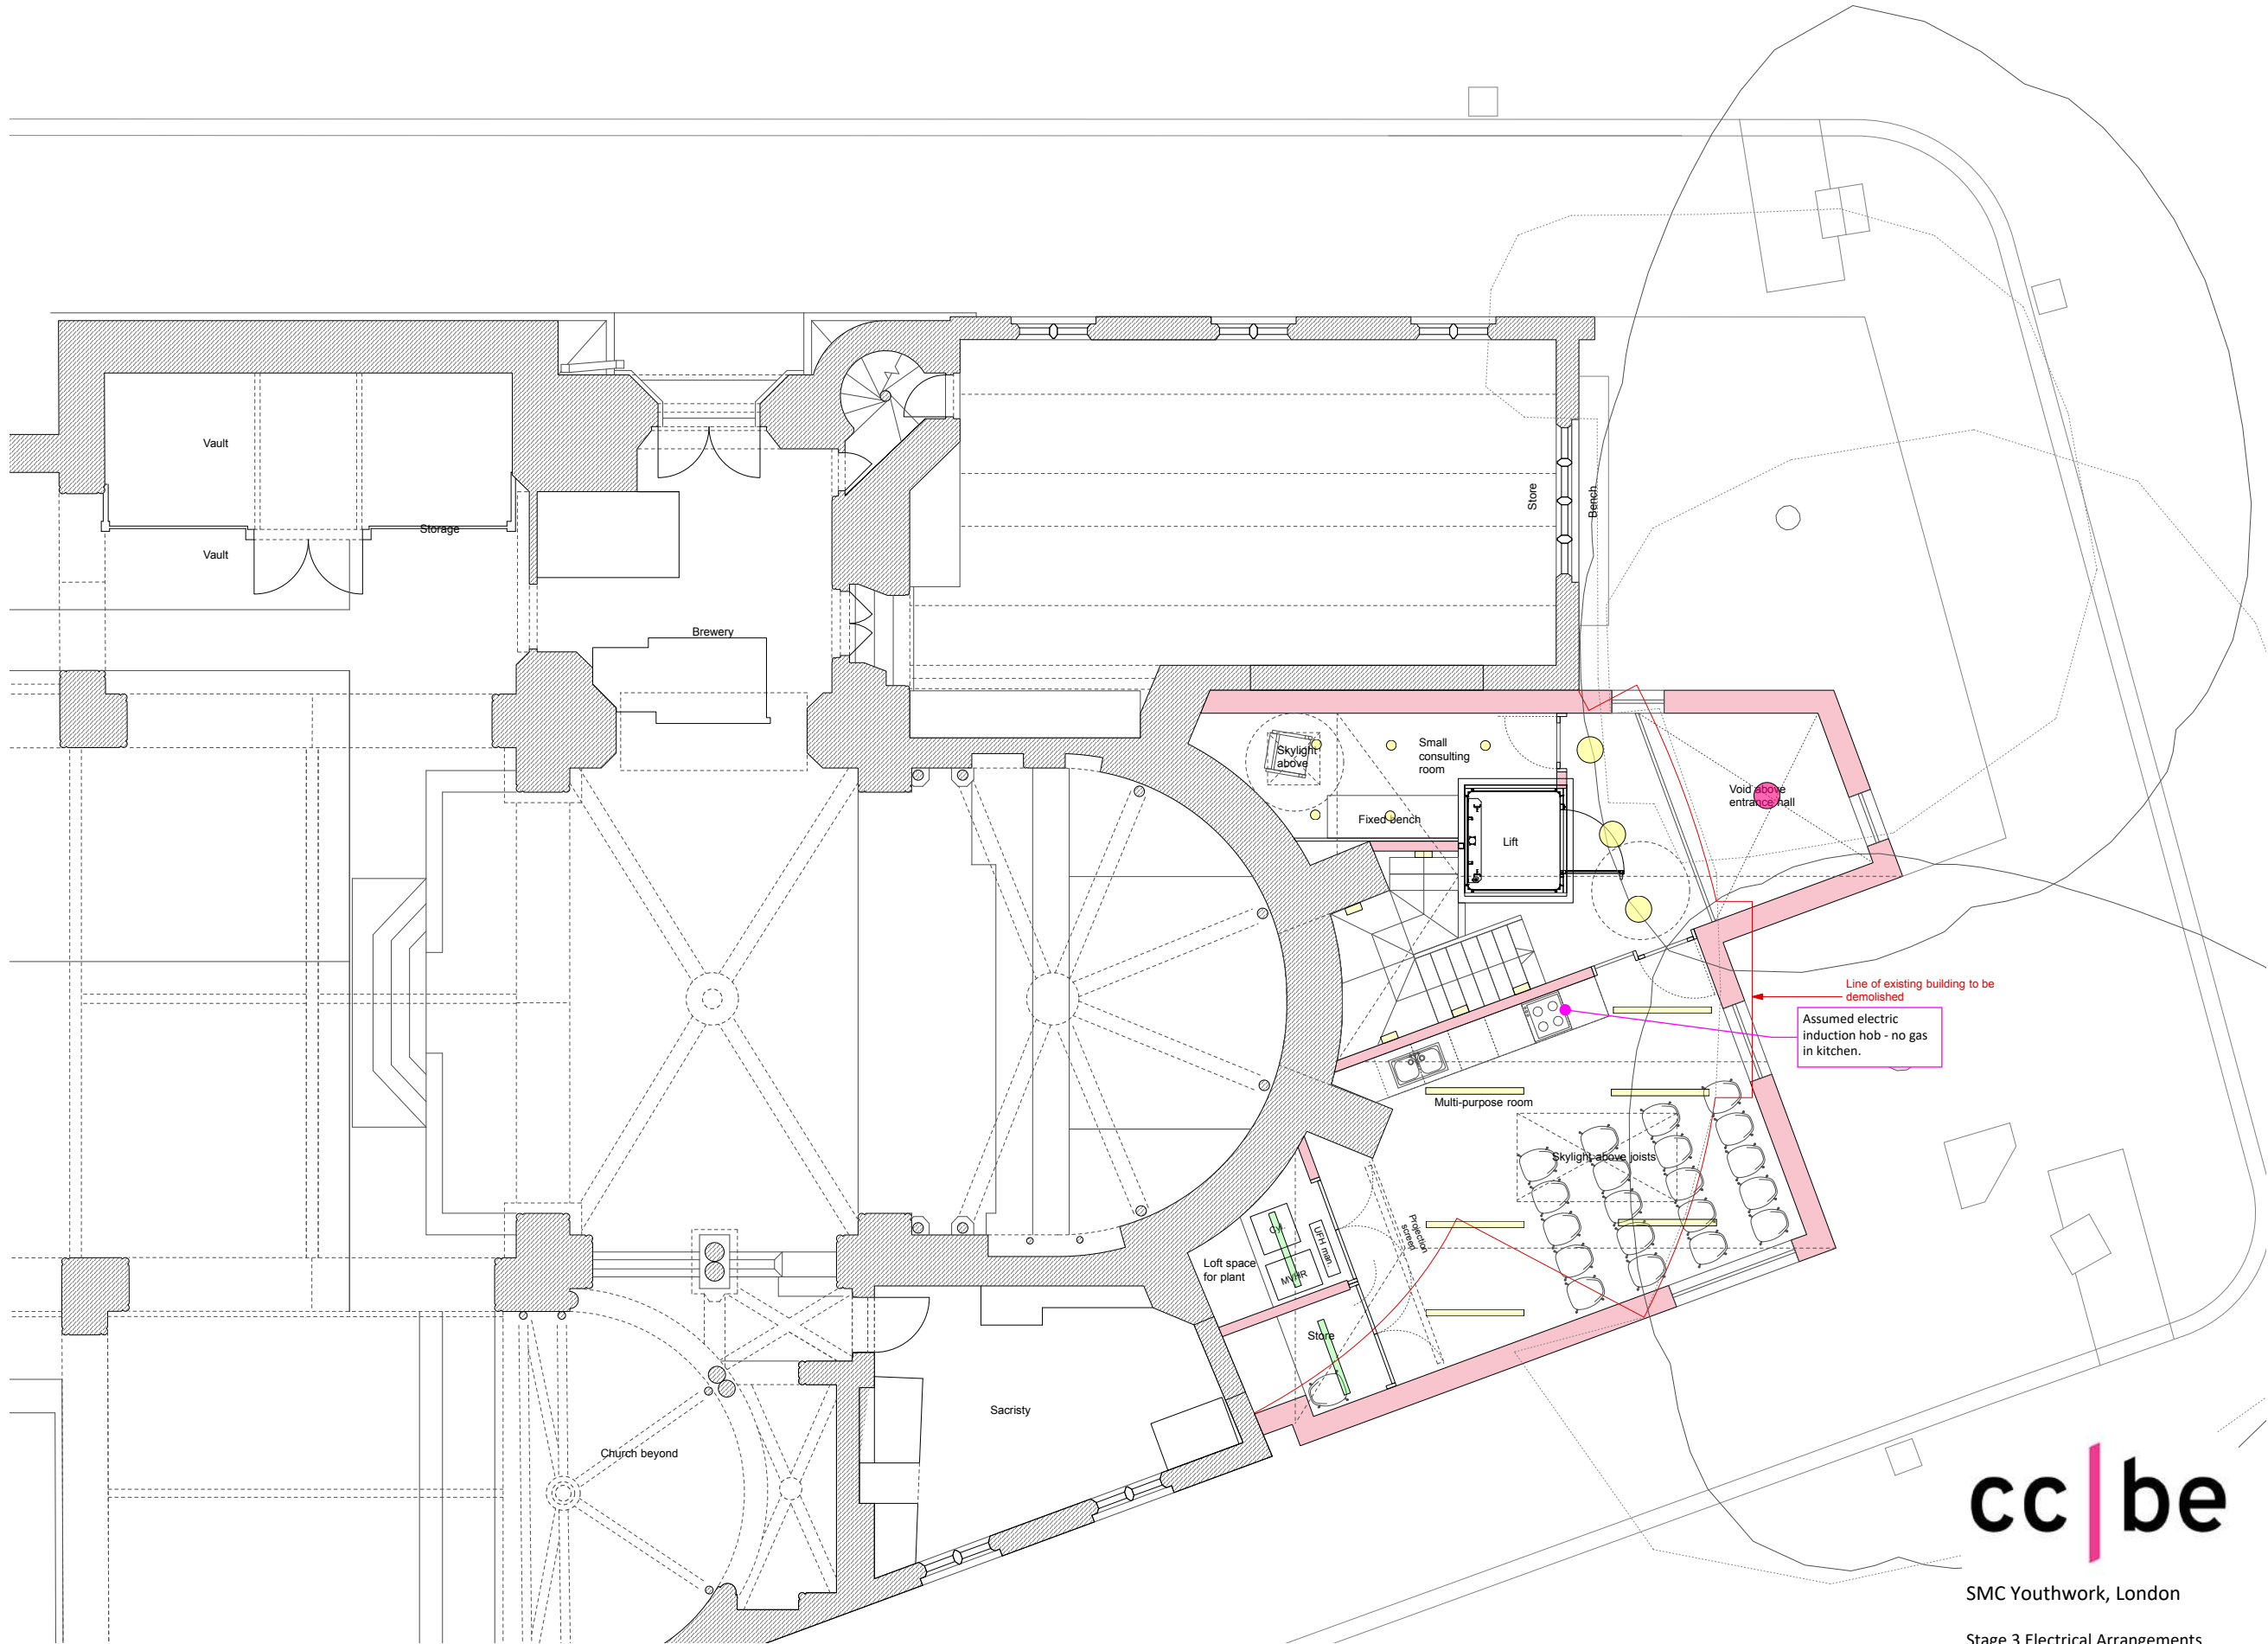 Vault
Storage
Vault
Brewery
Store
Bench
Skylight
above
Small
consulting
room
Fixed bench
Lift
Void above
entrance hall
Line of existing building to be
demolished
Assumed electric
induction hob - no gas
in kitchen.
Multi-purpose room
Skylight above joists
Projection
screen
Cyl.
UFH man.
MVHR
Loft space
for plant
Store
Sacristy
Church beyond
cc|be
SMC Youthwork, London
Stage 3 Electrical Arrangements